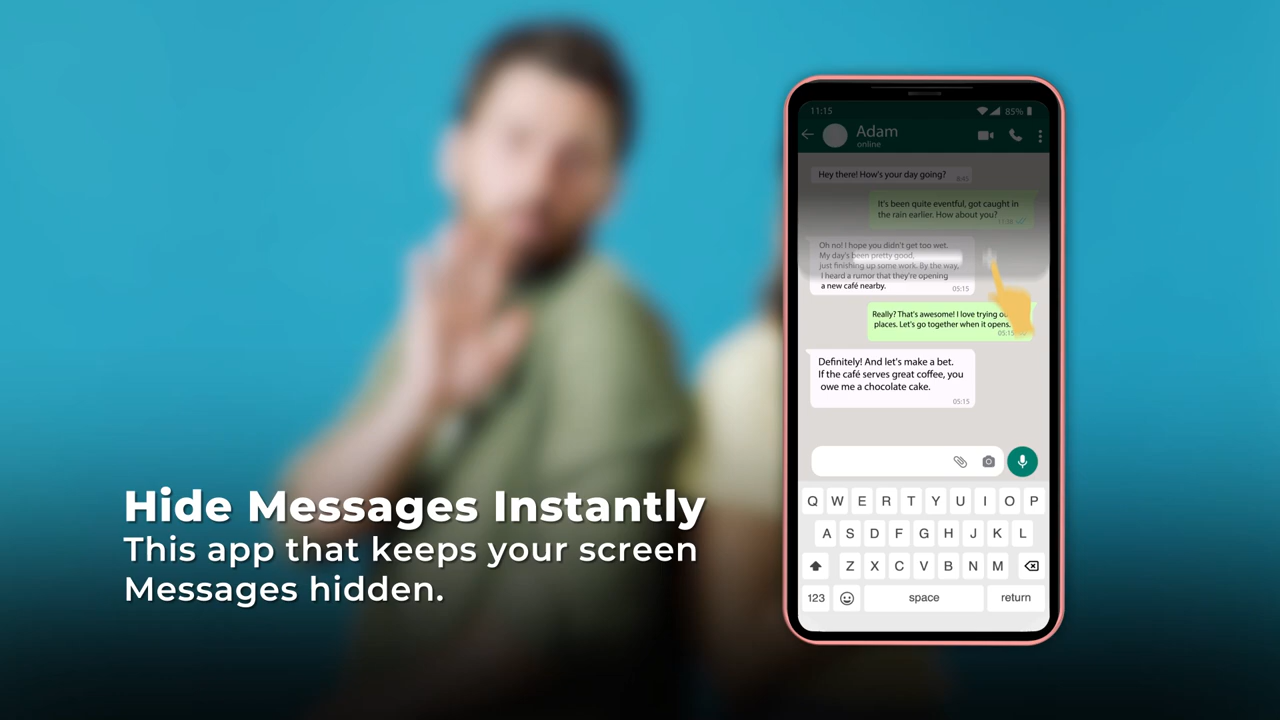 Hide Messages Instantly
This app that keeps your screen
Messages hidden.
11:15
85%
Adam
online
Hey there! How's your day going?
8:45
It's been quite eventful, got caught in
the rain earlier. How about you?
11:08
Oh no! I hope you didn't get too wet.
My day's been pretty good.
Just finishing up some work. By the way,
I heard a rumor that they're opening
a new café nearby.
05:15
Really? That's awesome! I love trying
places. Let's go together when it opens.
05:15
Definitely! And let's make a bet.
If the café serves great coffee, you
owe me a chocolate cake.
05:15
Q W E R T Y U I O P
A S D F G H J K L
Z X C V B N M
123 space return